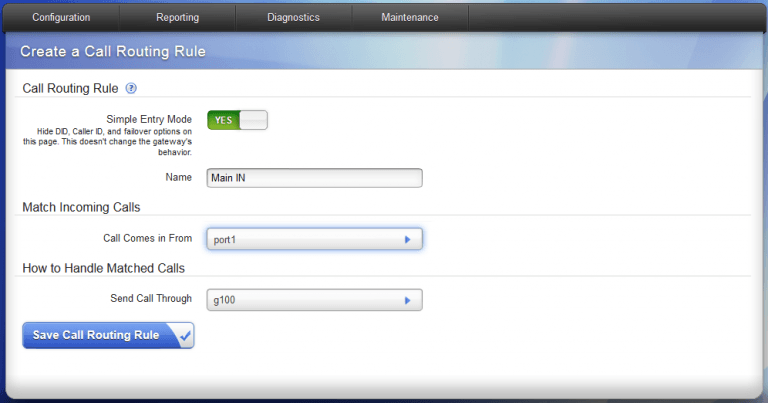 Configuration Reporting Diagnostics Maintenance
Create a Call Routing Rule
Call Routing Rule ?
Simple Entry Mode YES
Hide DID, Caller ID, and failover options on
this page. This doesn't change the gateway's
behavior.
Name Main IN
Match Incoming Calls
Call Comes in From port1
How to Handle Matched Calls
Send Call Through g100
Save Call Routing Rule